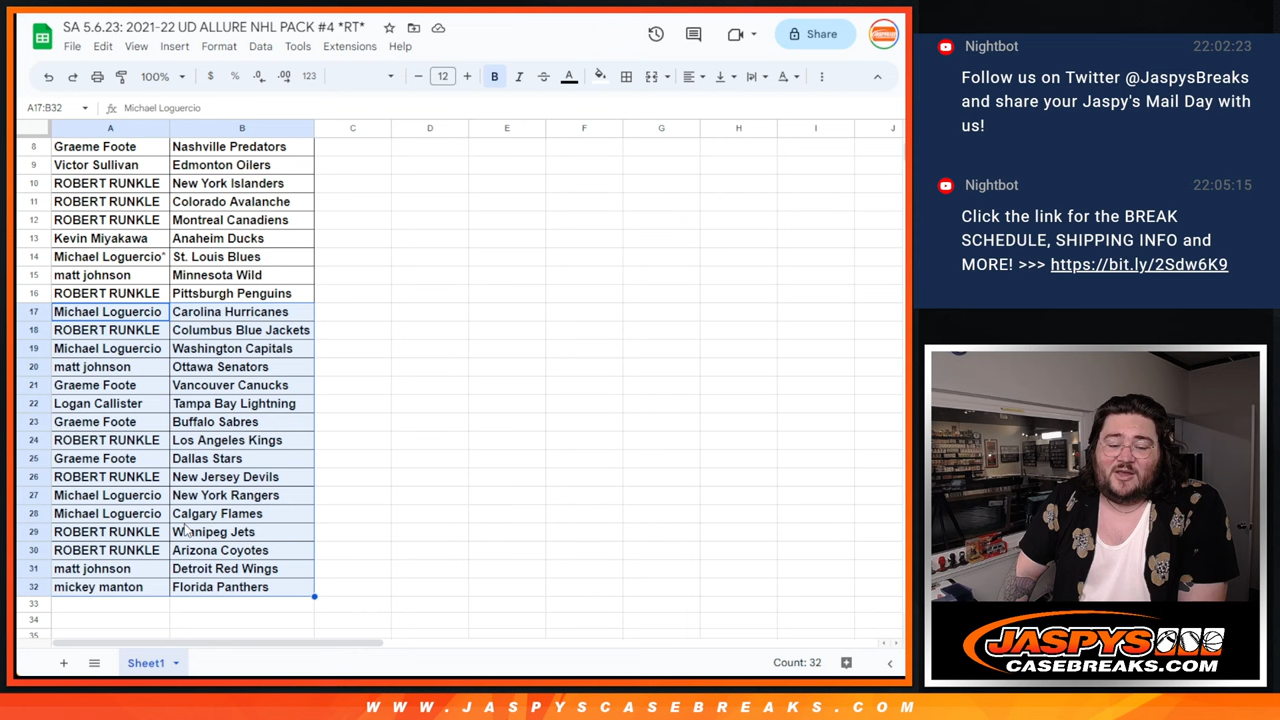 SA 5.6.23: 2021-22 UD ALLURE NHL PACK #4 *RT*
File Edit View Insert Format Data Tools Extensions Help
Share
100% $ % .0 .00 123 12 B I A
A17:B32 fx Michael Loguercio
A B C D E F G H I J
8 Graeme Foote Nashville Predators
9 Victor Sullivan Edmonton Oilers
10 ROBERT RUNKLE New York Islanders
11 ROBERT RUNKLE Colorado Avalanche
12 ROBERT RUNKLE Montreal Canadiens
13 Kevin Miyakawa Anaheim Ducks
14 Michael Loguercio* St. Louis Blues
15 matt johnson Minnesota Wild
16 ROBERT RUNKLE Pittsburgh Penguins
17 Michael Loguercio Carolina Hurricanes
18 ROBERT RUNKLE Columbus Blue Jackets
19 Michael Loguercio Washington Capitals
20 matt johnson Ottawa Senators
21 Graeme Foote Vancouver Canucks
22 Logan Callister Tampa Bay Lightning
23 Graeme Foote Buffalo Sabres
24 ROBERT RUNKLE Los Angeles Kings
25 Graeme Foote Dallas Stars
26 ROBERT RUNKLE New Jersey Devils
27 Michael Loguercio New York Rangers
28 Michael Loguercio Calgary Flames
29 ROBERT RUNKLE Winnipeg Jets
30 ROBERT RUNKLE Arizona Coyotes
31 matt johnson Detroit Red Wings
32 mickey manton Florida Panthers
33
34
35
Sheet1
Count: 32
Nightbot 22:02:23
Follow us on Twitter @JaspysBreaks
and share your Jaspy's Mail Day with
us!
Nightbot 22:05:15
Click the link for the BREAK
SCHEDULE, SHIPPING INFO and
MORE! >>> https://bit.ly/2Sdw6K9
JASPYS
CASEBREAKS.COM
WWW.JASPYSCASEBREAKS.COM